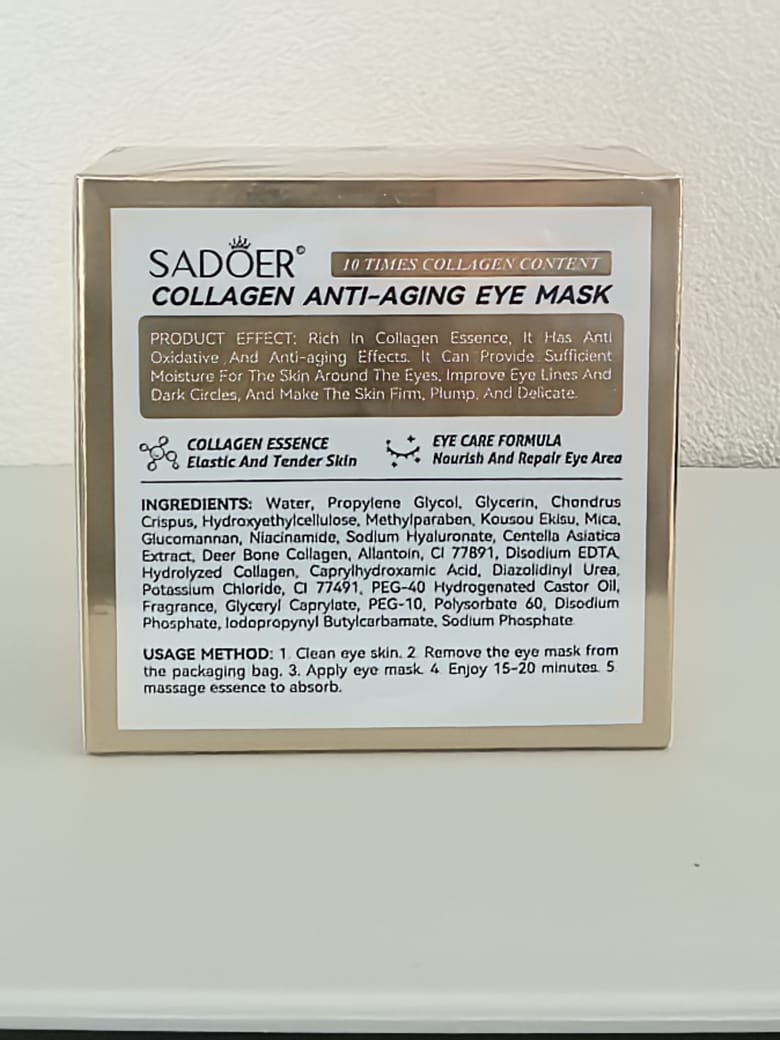 SADOER©
10 TIMES COLLAGEN CONTENT
COLLAGEN ANTI-AGING EYE MASK
PRODUCT EFFECT: Rich In Collagen Essence, It Has Anti
Oxidative And Anti-aging Effects. It Can Provide Sufficient
Moisture For The Skin Around The Eyes, Improve Eye Lines And
Dark Circles, And Make The Skin Firm, Plump, And Delicate.
COLLAGEN ESSENCE
Elastic And Tender Skin
EYE CARE FORMULA
Nourish And Repair Eye Area
INGREDIENTS: Water, Propylene Glycol, Glycerin, Chondrus
Crispus, Hydroxyethylcellulose, Methylparaben, Kousou Ekisu, Mica,
Glucomannan, Niacinamide, Sodium Hyaluronate, Centella Asiatica
Extract, Deer Bone Collagen, Allantoin, CI 77891, Disodium EDTA,
Hydrolyzed Collagen, Caprylhydroxamic Acid, Diazolidinyl Urea,
Potassium Chloride, CI 77491, PEG-40 Hydrogenated Castor Oil,
Fragrance, Glyceryl Caprylate, PEG-10, Polysorbate 60, Disodium
Phosphate, Iodopropynyl Butylcarbamate, Sodium Phosphate
USAGE METHOD: 1. Clean eye skin. 2. Remove the eye mask from
the packaging bag. 3. Apply eye mask. 4. Enjoy 15-20 minutes. 5.
massage essence to absorb.